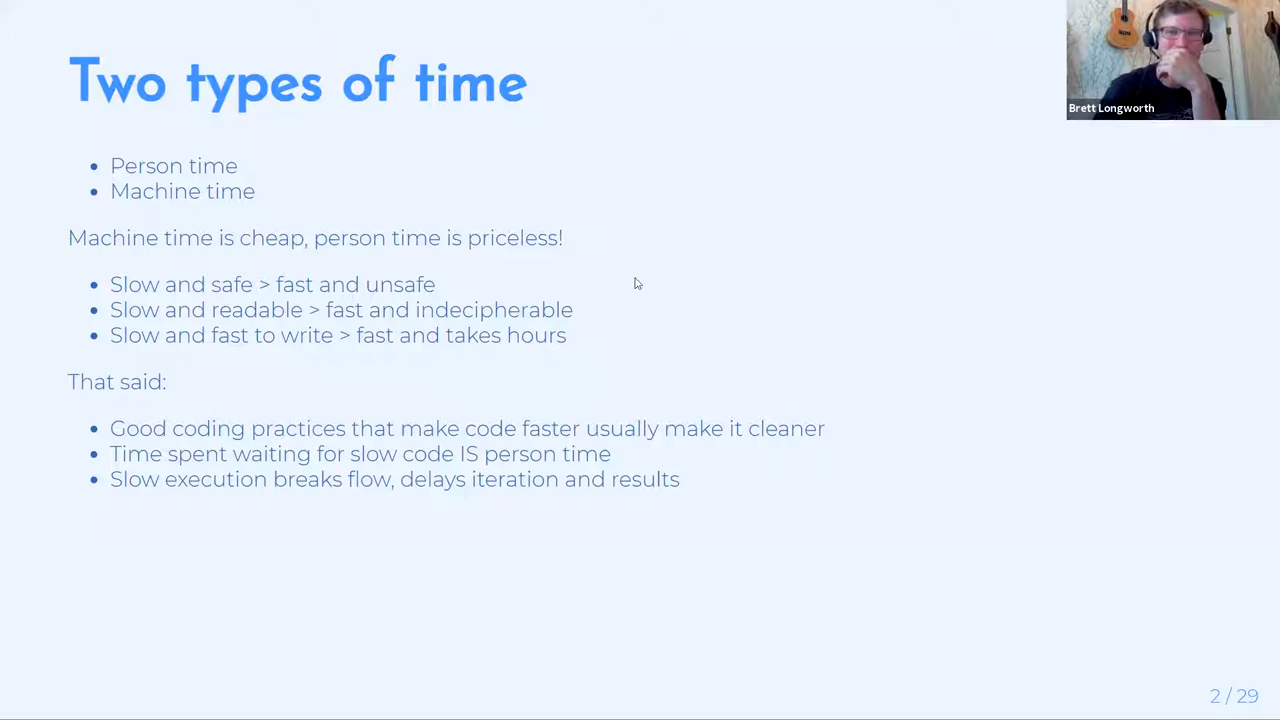 Two types of time
Brett Longworth
Person time
Machine time
Machine time is cheap, person time is priceless!
Slow and safe > fast and unsafe
Slow and readable > fast and indecipherable
Slow and fast to write > fast and takes hours
That said:
Good coding practices that make code faster usually make it cleaner
Time spent waiting for slow code IS person time
Slow execution breaks flow, delays iteration and results
2 / 29